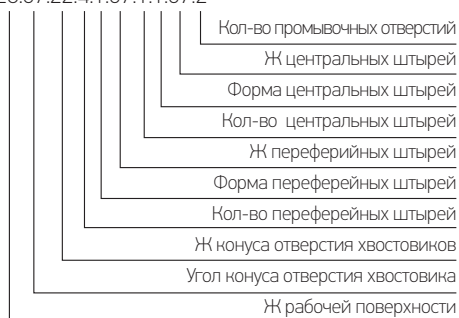 Кол-во промывочных отверстий
Ж центральных штырей
Форма центральных штырей
Кол-во центральных штырей
Ж переферийных штырей
Форма переферейных штырей
Кол-во переферейных штырей
Ж конуса отверстия хвостовиков
Угол конуса отверстия хвостовика
Ж рабочей поверхности